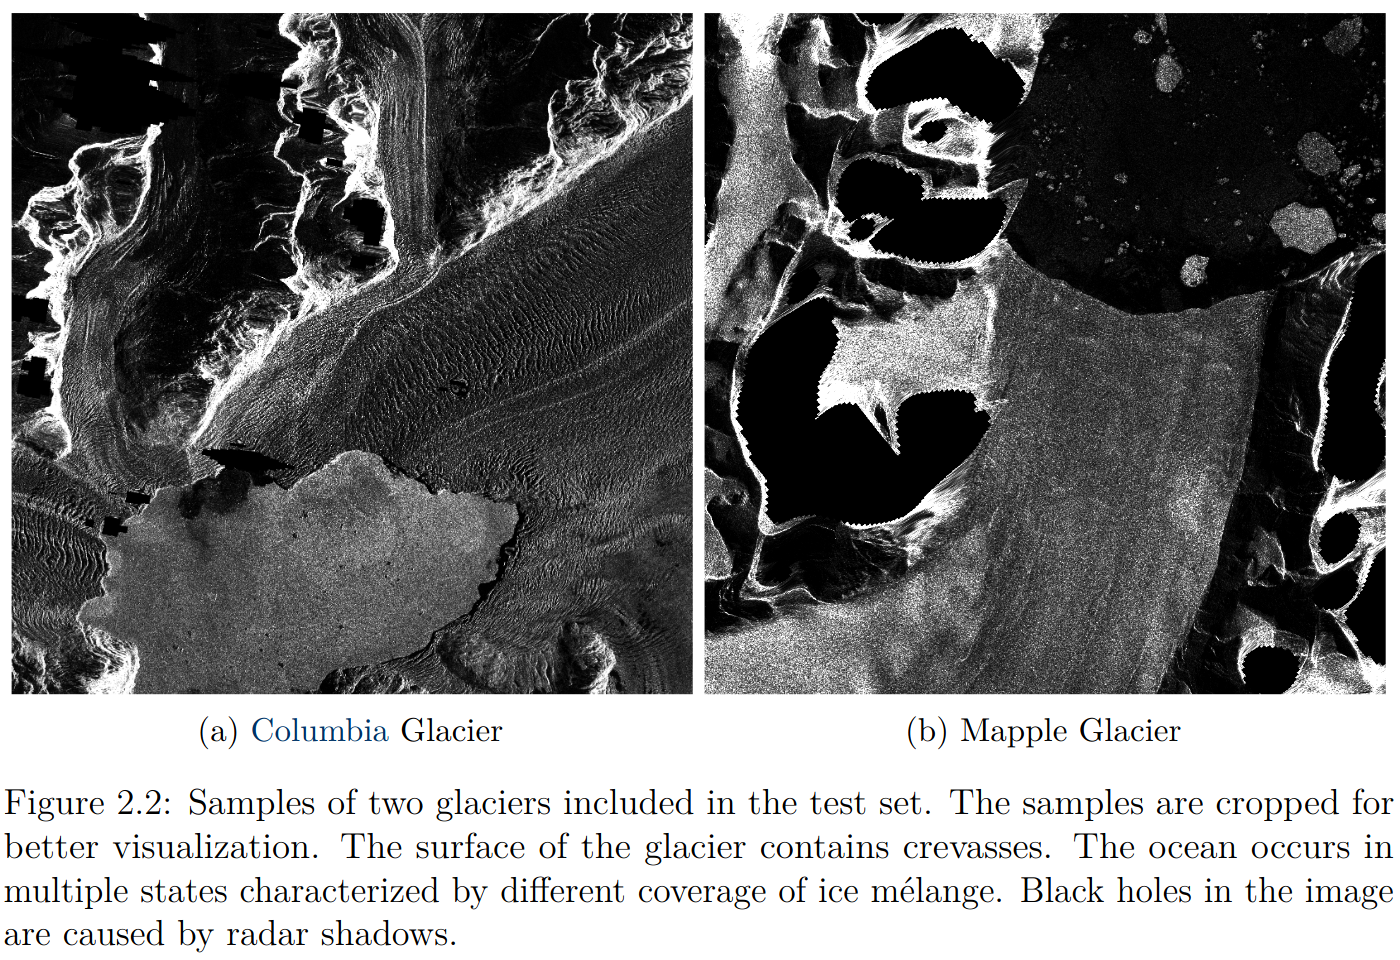 (a) Columbia Glacier
(b) Mapple Glacier
Figure 2.2: Samples of two glaciers included in the test set. The samples are cropped for
better visualization. The surface of the glacier contains crevasses. The ocean occurs in
multiple states characterized by different coverage of ice mélange. Black holes in the image
are caused by radar shadows.